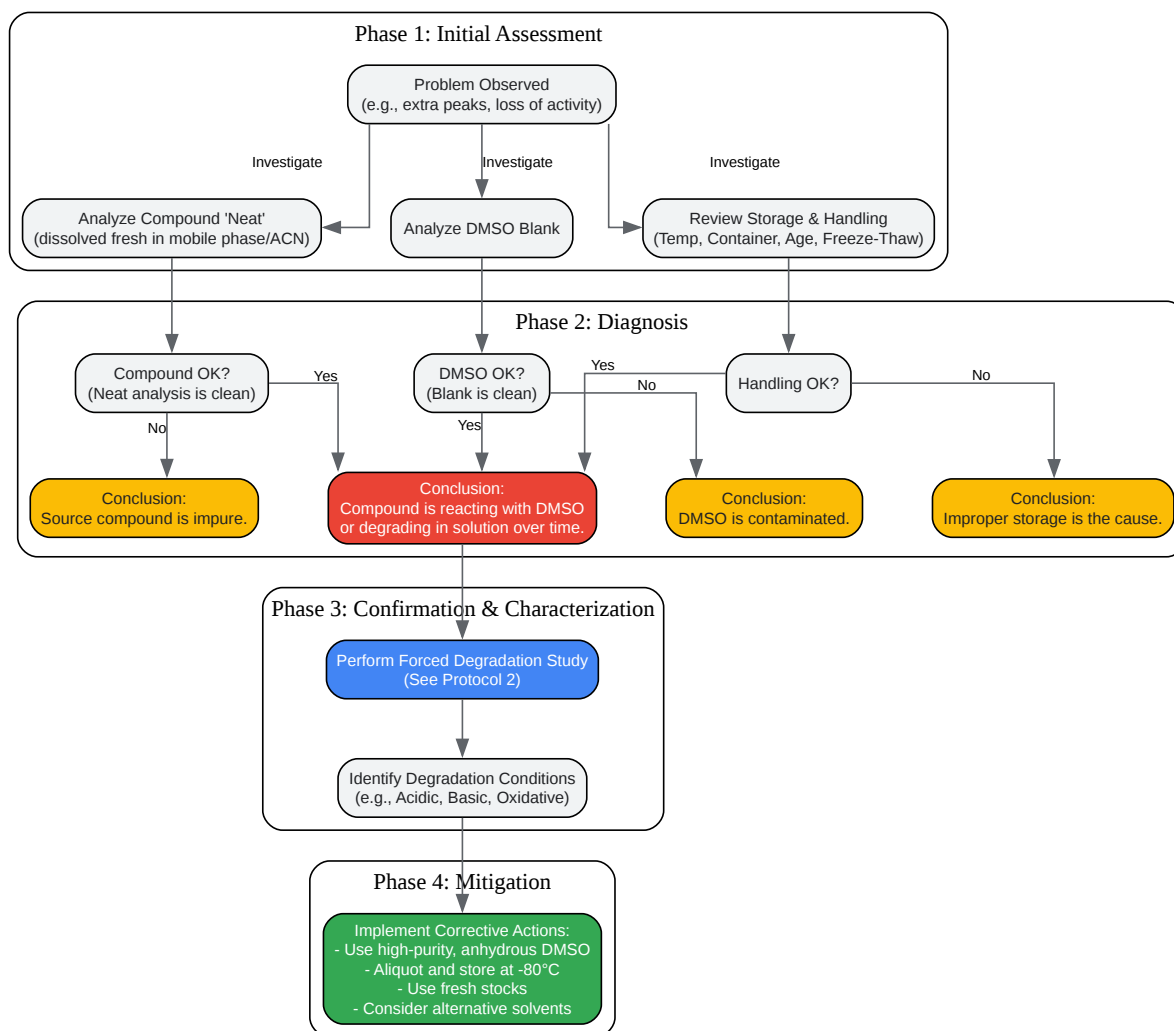 Phase 1: Initial Assessment
Problem Observed
(e.g., extra peaks, loss of activity)
Investigate
Investigate
Investigate
Analyze Compound 'Neat'
(dissolved fresh in mobile phase/ACN)
Analyze DMSO Blank
Review Storage & Handling
(Temp, Container, Age, Freeze-Thaw)
Phase 2: Diagnosis
Compound OK?
(Neat analysis is clean)
Yes
No
DMSO OK?
(Blank is clean)
Yes
No
Yes
Handling OK?
No
Conclusion:
Source compound is impure.
Conclusion:
Compound is reacting with DMSO
or degrading in solution over time.
Conclusion:
DMSO is contaminated.
Conclusion:
Improper storage is the cause.
Phase 3: Confirmation & Characterization
Perform Forced Degradation Study
(See Protocol 2)
Identify Degradation Conditions
(e.g., Acidic, Basic, Oxidative)
Phase 4: Mitigation
Implement Corrective Actions:
- Use high-purity, anhydrous DMSO
- Aliquot and store at -80°C
- Use fresh stocks
- Consider alternative solvents